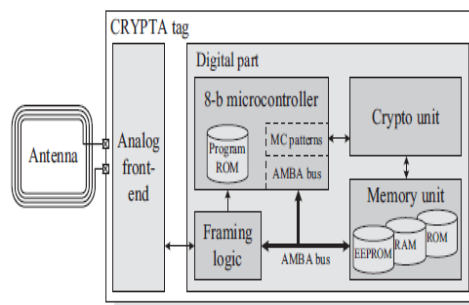 CRYPTA tag
Digital part
8-b microcontroller
Program
ROM
MC patterns
AMBA bus
Crypto unit
Antenna
Analog
front-
end
Framing
logic
AMBA bus
Memory unit
EEPROM
RAM
ROM